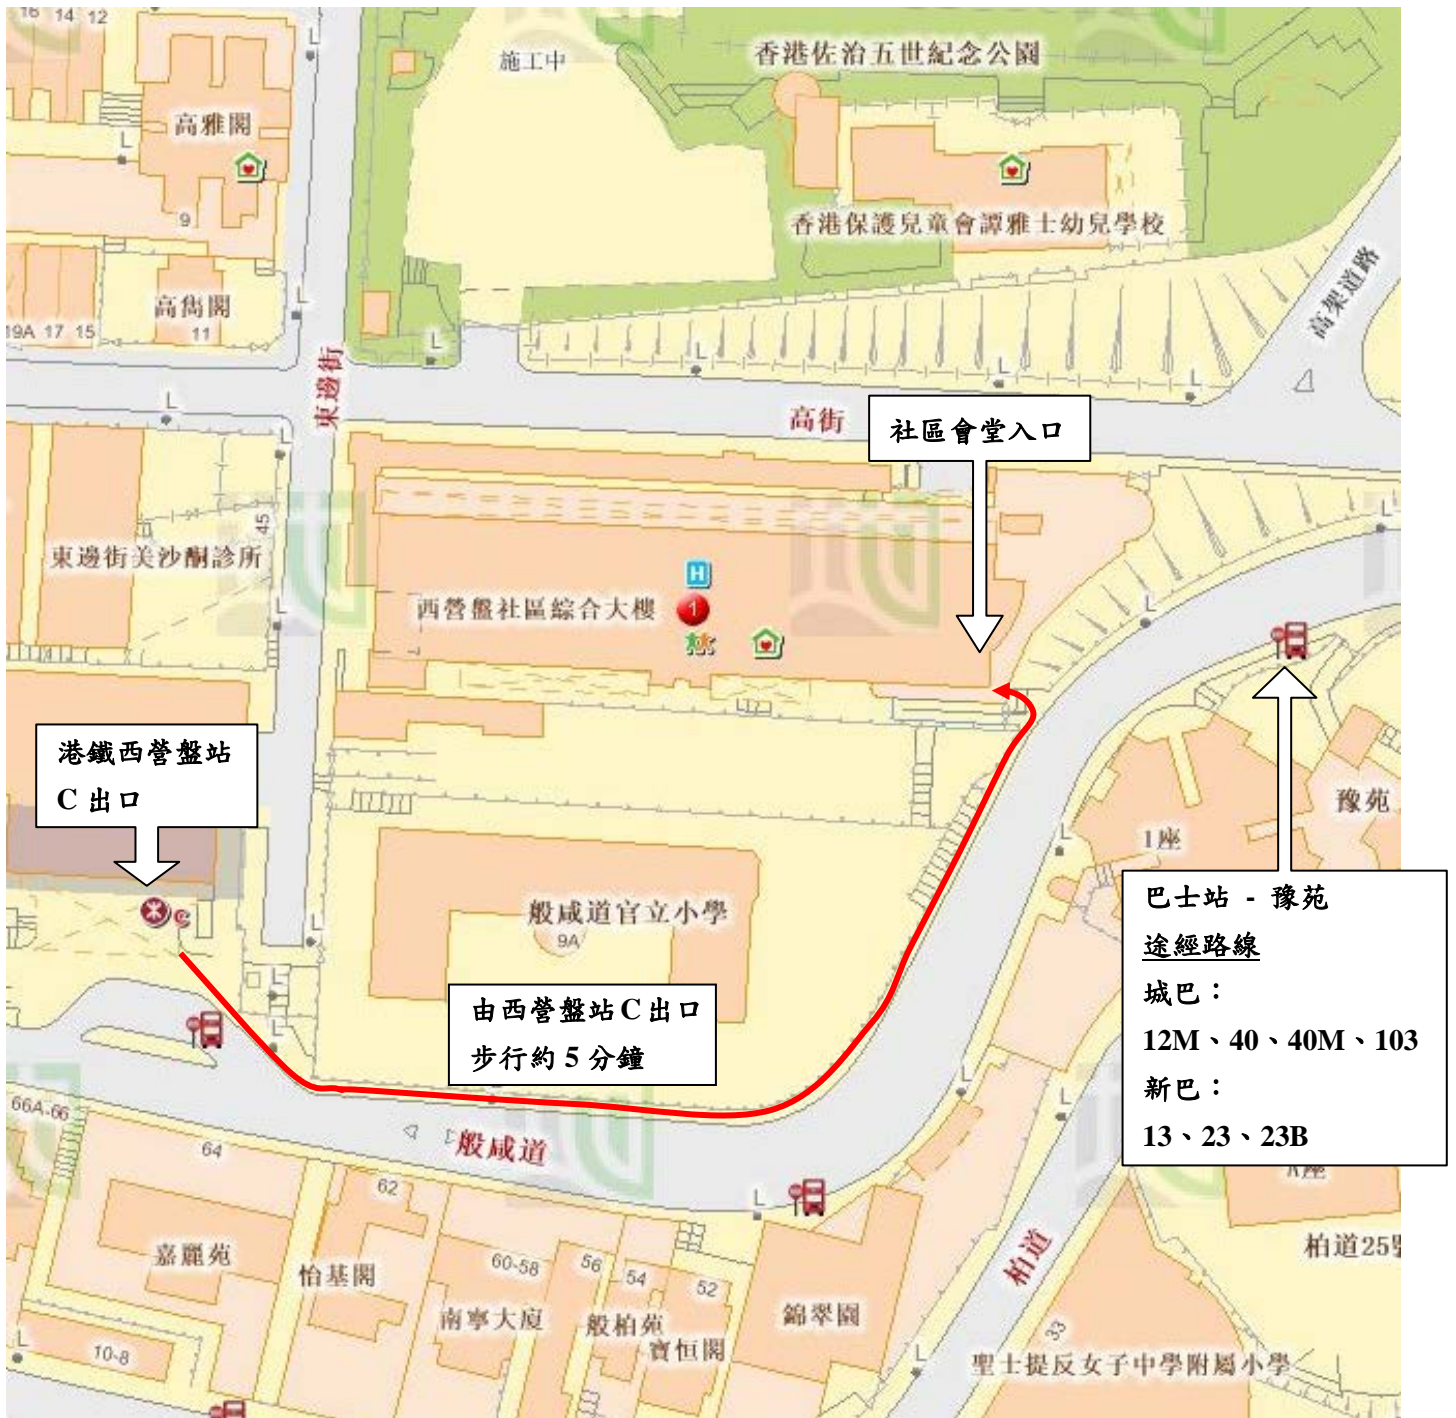 16 14 12
L
施工中
香港佐治五世紀念公園
高雅閣
L
9
香港保護兒童會譚雅士幼兒學校
高雋閣
11
19A 17 15
L
L
高架道路
東邊街
L
L
L
L
高街
社區會堂入口
L
L
45
東邊街美沙酮診所
H
西營盤社區綜合大樓
1
L
L
港鐵西營盤站
C 出口
豫苑
1座
L
C
般咸道官立小學
9A
L
L
L
由西營盤站 C 出口
步行約 5 分鐘
巴士站 - 豫苑
途經路線
城巴：
12M、40、40M、103
新巴：
13、23、23B
66A-66
64
般咸道
L
L
62
L
嘉麗苑
怡基閣
60-58
56
54
52
南寧大廈
般柏苑
寶恒閣
錦翠園
柏道
柏道25
33
聖士提反女子中學附屬小學
L
10-8
L